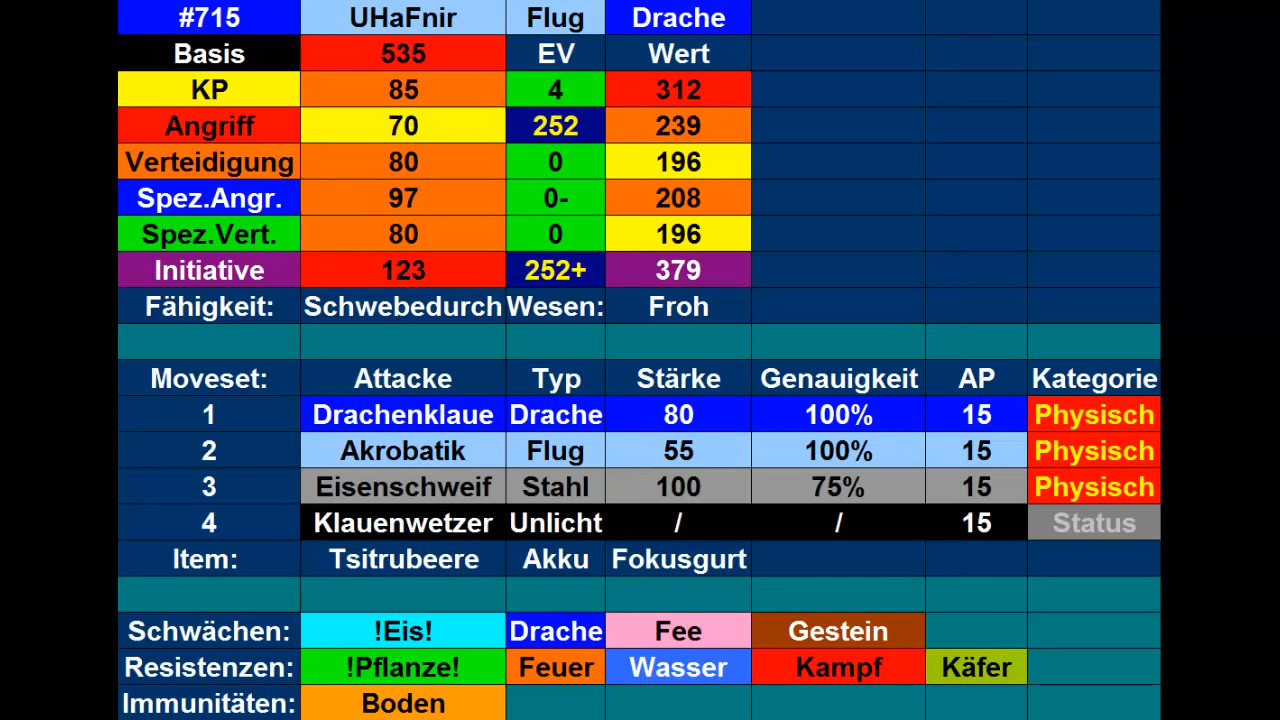 #715 UHaFnir Flug Drache
Basis 535 EV Wert
KP 85 4 312
Angriff 70 252 239
Verteidigung 80 0 196
Spez.Angr. 97 0- 208
Spez.Vert. 80 0 196
Initiative 123 252+ 379
Fähigkeit: Schwebedurch Wesen: Froh
Moveset: Attacke Typ Stärke Genauigkeit AP Kategorie
1 Drachenklaue Drache 80 100% 15 Physisch
2 Akrobatik Flug 55 100% 15 Physisch
3 Eisenschweif Stahl 100 75% 15 Physisch
4 Klauenwetzer Unlicht / / 15 Status
Item: Tsitrubeere Akku Fokusgurt
Schwächen: !Eis! Drache Fee Gestein
Resistenzen: !Pflanze! Feuer Wasser Kampf Käfer
Immunitäten: Boden